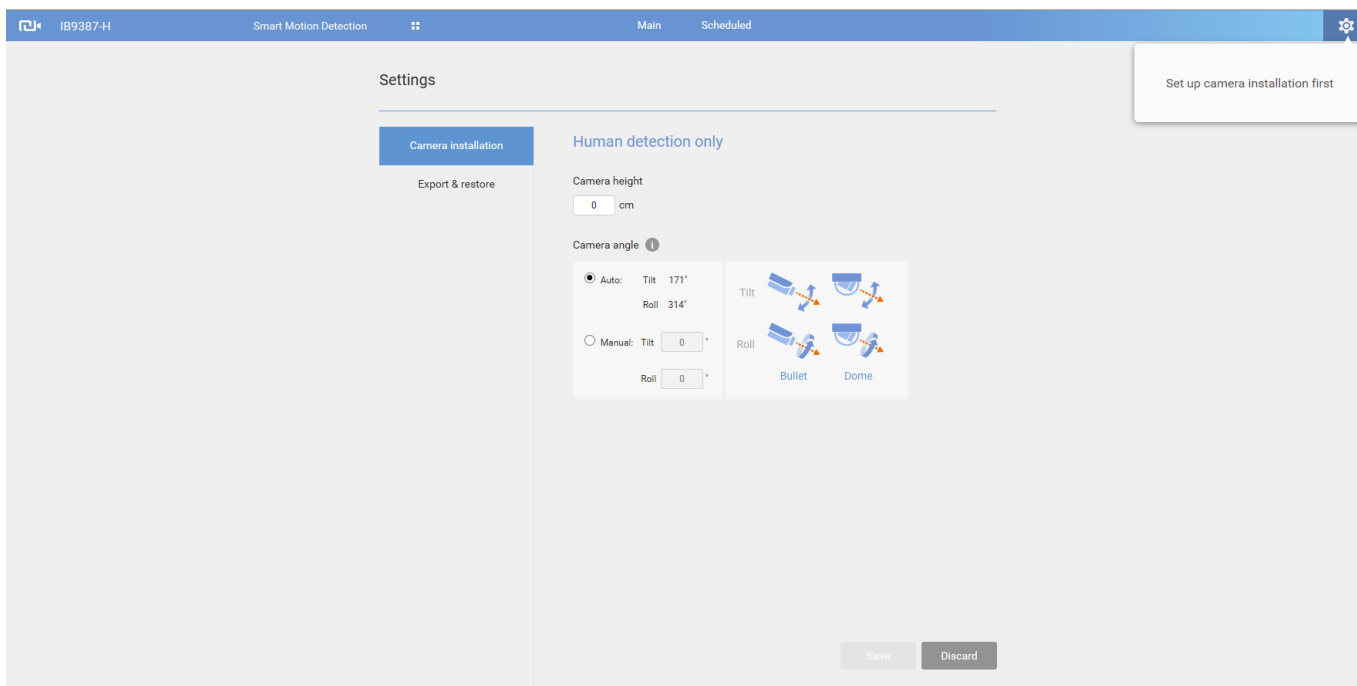 IB9387-H Smart Motion Detection Main Scheduled
Set up camera installation first
Settings
Camera installation
Export & restore
Human detection only
Camera height
0 cm
Camera angle i
Auto: Tilt 171°
Roll 314°
Manual: Tilt 0 °
Roll 0 °
Tilt
Roll
Bullet Dome
Save Discard